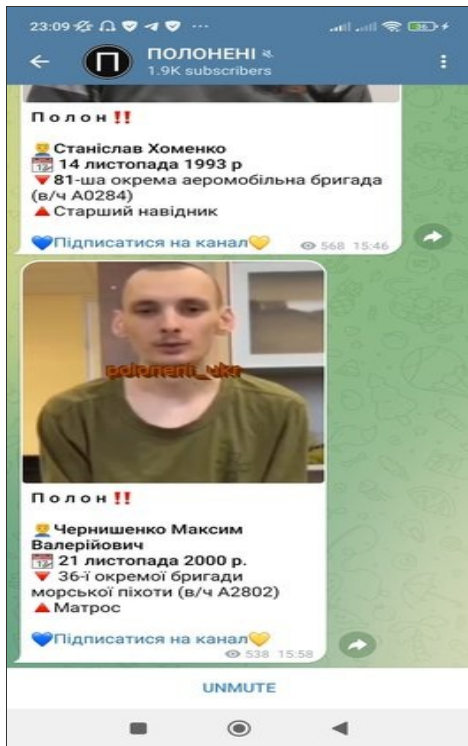 23:09
36
ПОЛОНЕНІ
1.9K subscribers
Полон‼️
Станіслав Хоменко
14 листопада 1993 р
81-ша окрема аеромобільна бригада
(в/ч А0284)
Старший навідник
Підписатися на канал
568 15:46
poloneni_ukr
Полон‼️
Чернишенко Максим
Валерійович
21 листопада 2000 р.
36-ї окремої бригади
морської піхоти (в/ч А2802)
Матрос
Підписатися на канал
538 15:58
UNMUTE